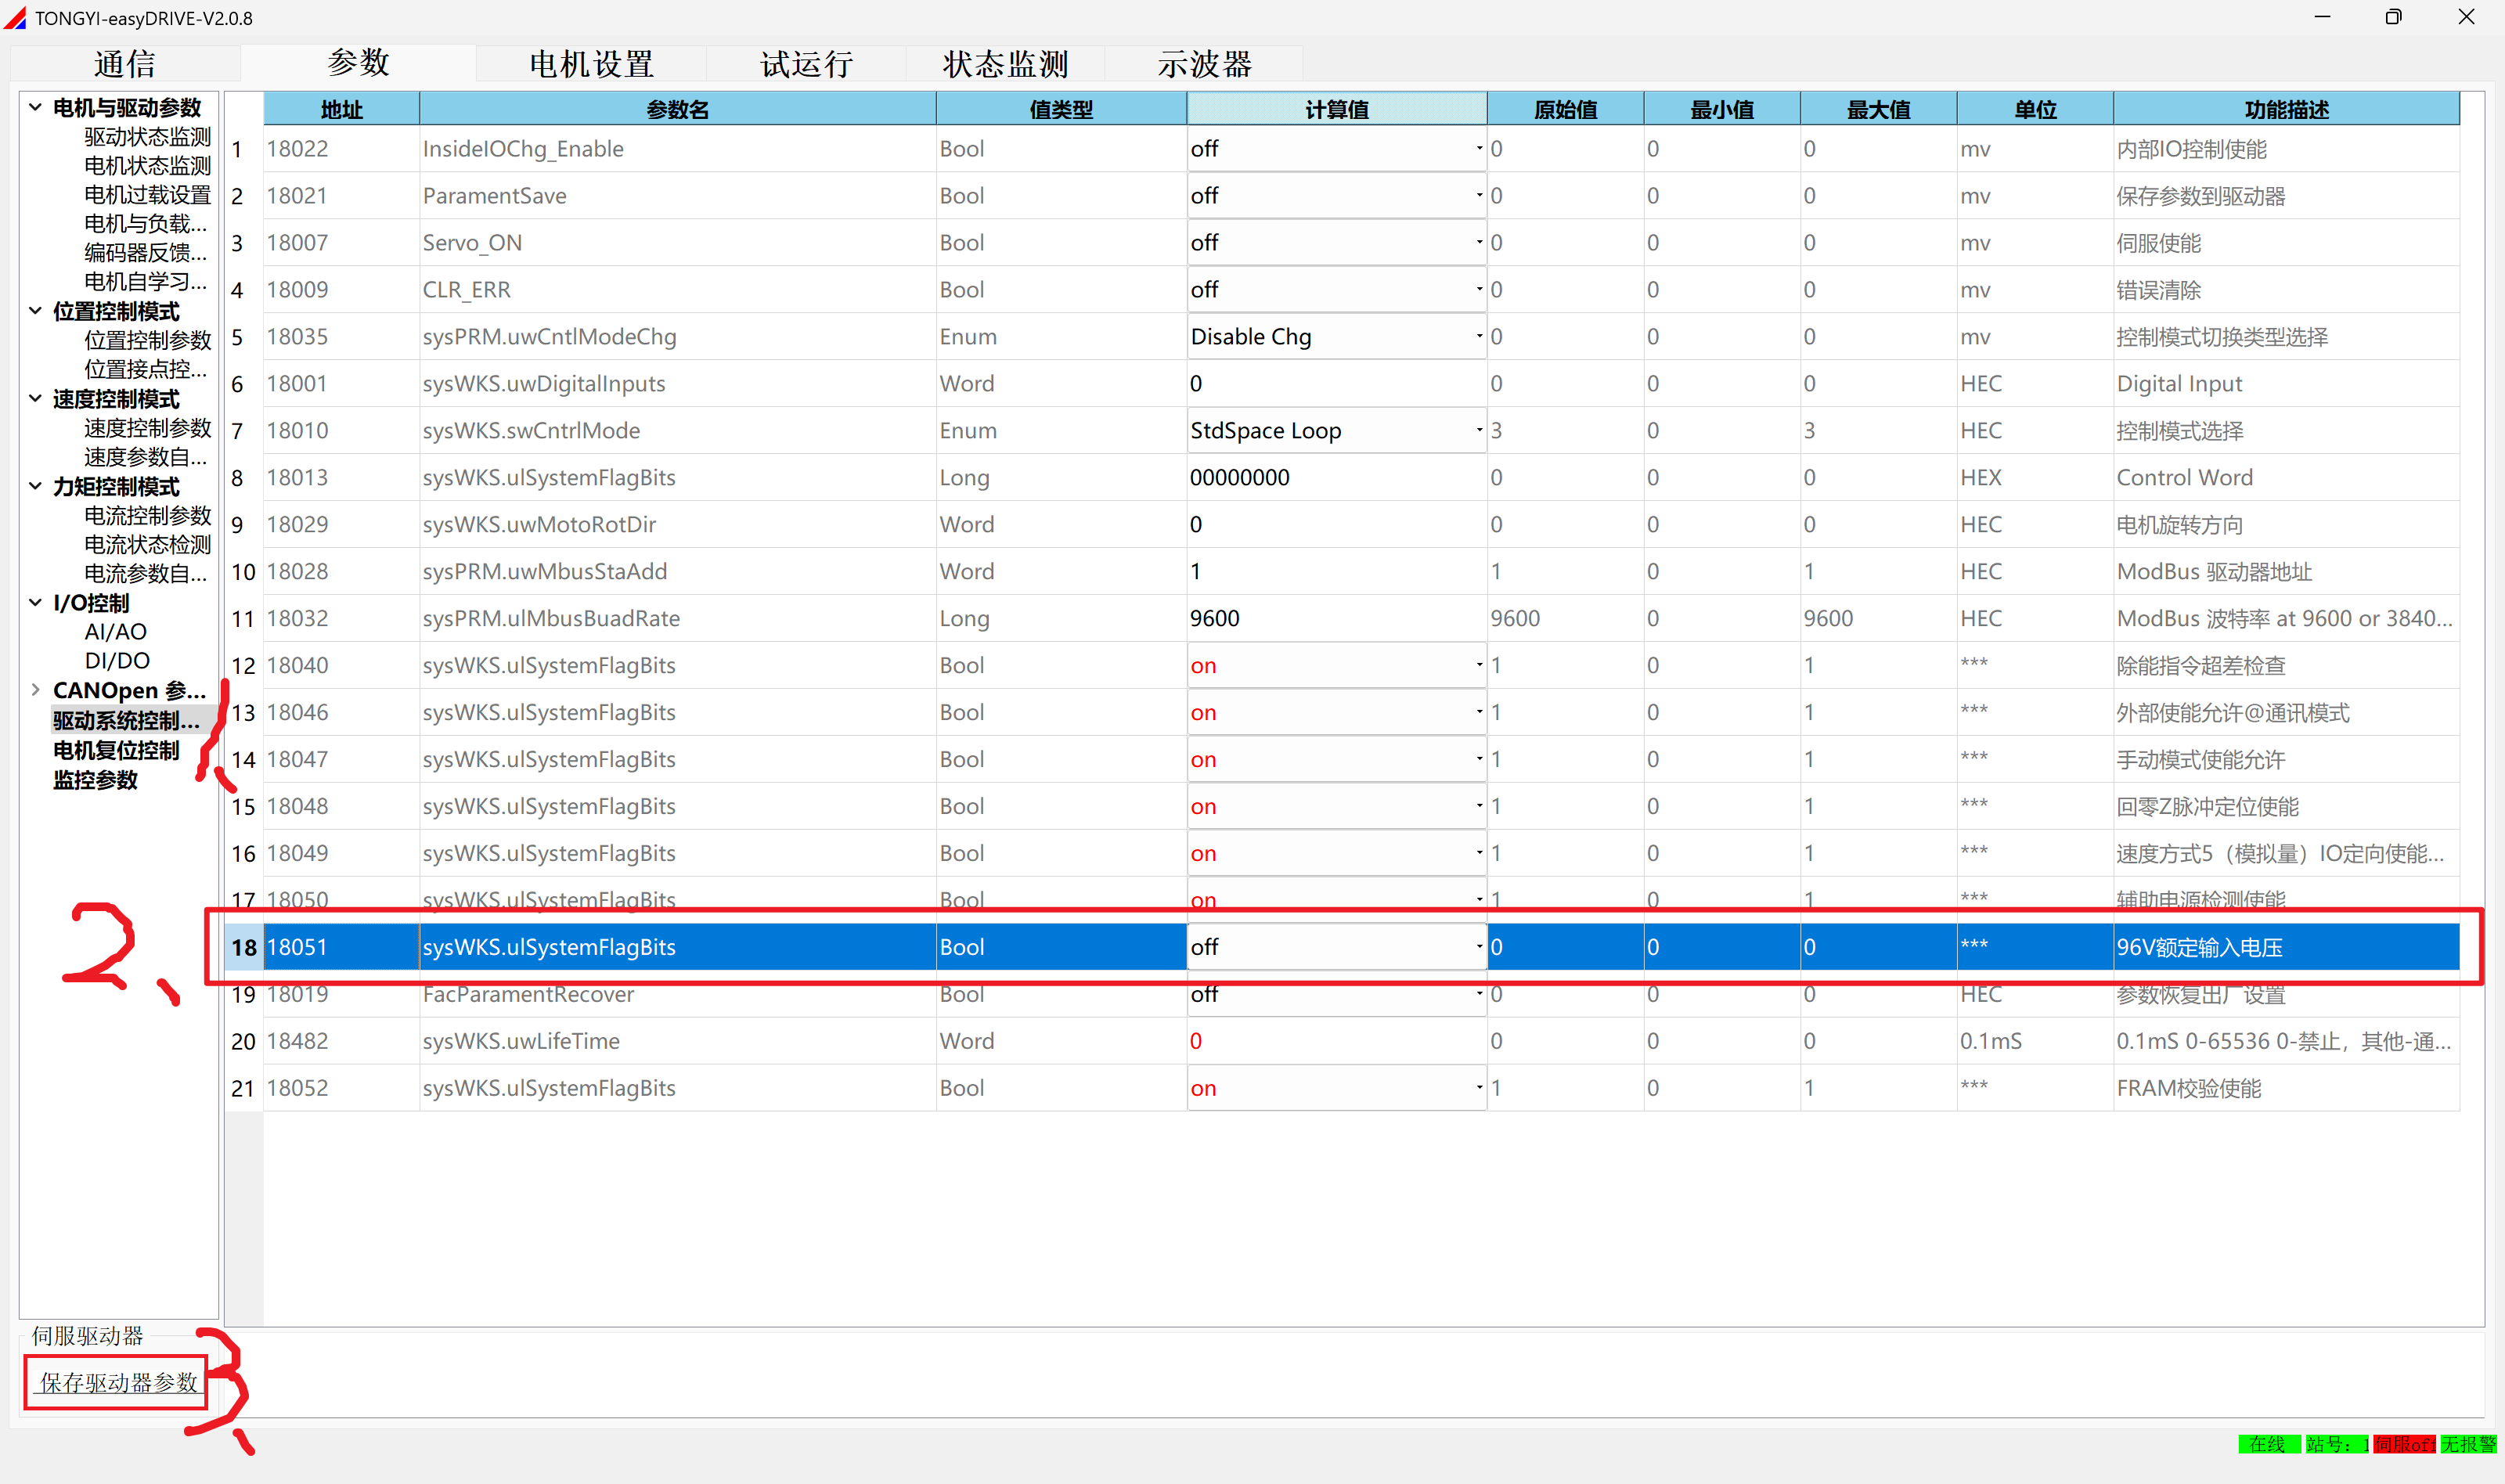 TONGYI-easyDRIVE-V2.0.8
通信 参数 电机设置 试运行 状态监测 示波器
电机与驱动参数
驱动状态监测
电机状态监测
电机过载设置
电机与负载...
编码器反馈...
电机自学习...
位置控制模式
位置控制参数
位置接点控...
速度控制模式
速度控制参数
速度参数自...
力矩控制模式
电流控制参数
电流状态检测
电流参数自...
I/O控制
AI/AO
DI/DO
CANOpen 参...
驱动系统控制...
电机复位控制
监控参数
1、
2、
地址 参数名 值类型 计算值 原始值 最小值 最大值 单位 功能描述
1 18022 InsideIOChg_Enable Bool off 0 0 0 mv 内部IO控制使能
2 18021 ParamentSave Bool off 0 0 0 mv 保存参数到驱动器
3 18007 Servo_ON Bool off 0 0 0 mv 伺服使能
4 18009 CLR_ERR Bool off 0 0 0 mv 错误清除
5 18035 sysPRM.uwCntlModeChg Enum Disable Chg 0 0 0 mv 控制模式切换类型选择
6 18001 sysWKS.uwDigitalInputs Word 0 0 0 0 HEC Digital Input
7 18010 sysWKS.swCntrlMode Enum StdSpace Loop 3 0 3 HEC 控制模式选择
8 18013 sysWKS.ulSystemFlagBits Long 00000000 0 0 0 HEX Control Word
9 18029 sysWKS.uwMotoRotDir Word 0 0 0 0 HEC 电机旋转方向
10 18028 sysPRM.uwMbusStaAdd Word 1 1 0 1 HEC ModBus 驱动器地址
11 18032 sysPRM.ulMbusBuadRate Long 9600 9600 0 9600 HEC ModBus 波特率 at 9600 or 3840...
12 18040 sysWKS.ulSystemFlagBits Bool on 1 0 1 *** 除能指令超差检查
13 18046 sysWKS.ulSystemFlagBits Bool on 1 0 1 *** 外部使能允许@通讯模式
14 18047 sysWKS.ulSystemFlagBits Bool on 1 0 1 *** 手动模式使能允许
15 18048 sysWKS.ulSystemFlagBits Bool on 1 0 1 *** 回零Z脉冲定位使能
16 18049 sysWKS.ulSystemFlagBits Bool on 1 0 1 *** 速度方式5（模拟量）IO定向使能...
17 18050 sysWKS.ulSystemFlagBits Bool on 1 0 1 *** 辅助电源检测使能
18 18051 sysWKS.ulSystemFlagBits Bool off 0 0 0 *** 96V额定输入电压
19 18019 FacParamentRecover Bool off 0 0 0 HEC 参数恢复出厂设置
20 18482 sysWKS.uwLifeTime Word 0 0 0 0 0.1mS 0.1mS 0-65536 0-禁止，其他-通...
21 18052 sysWKS.ulSystemFlagBits Bool on 1 0 1 *** FRAM校验使能
伺服驱动器
保存驱动器参数
3、
在线 站号：1 伺服off 无报警